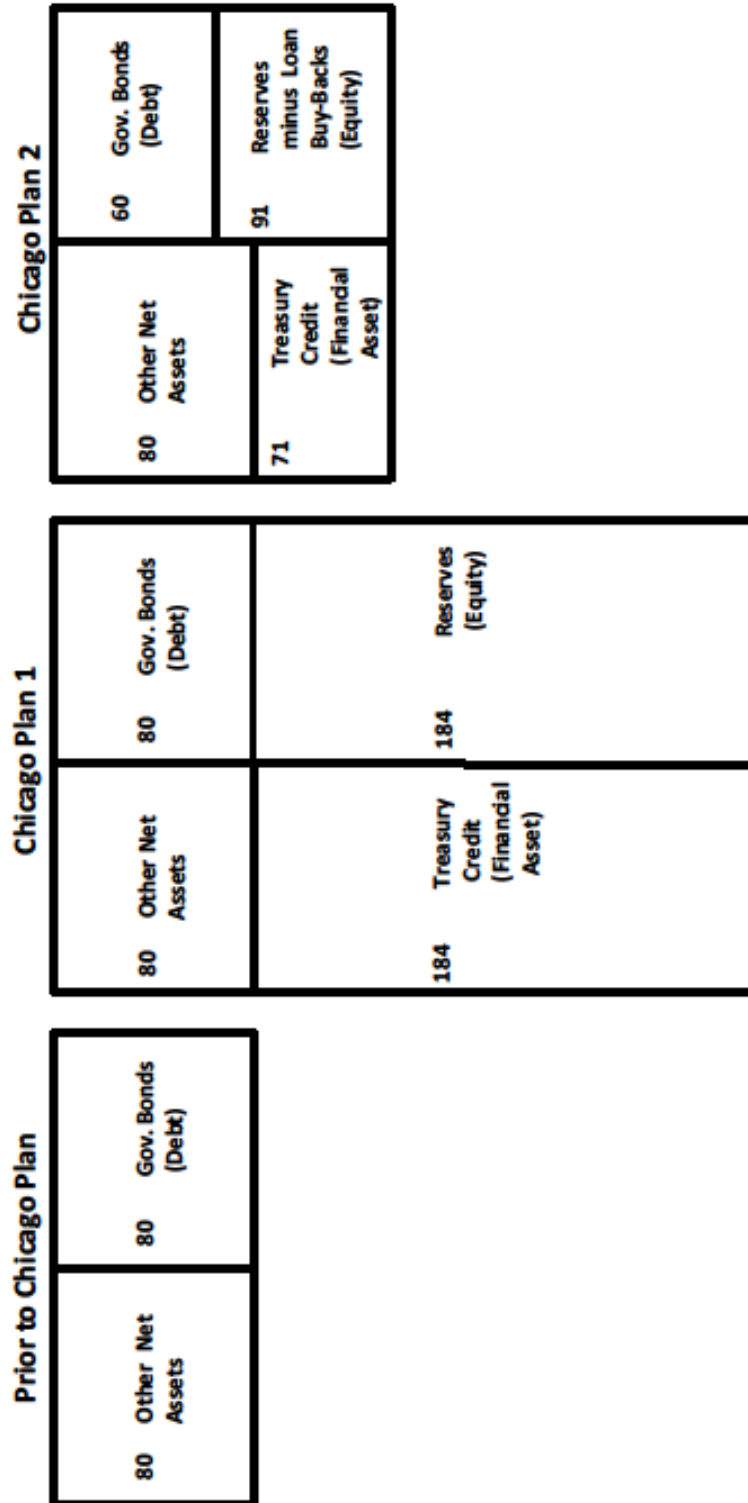 Prior to Chicago Plan
80 Other Net
Assets
80 Gov. Bonds
(Debt)
Chicago Plan 1
80 Other Net
Assets
80 Gov. Bonds
(Debt)
184 Treasury
Credit
(Financial
Asset)
184 Reserves
(Equity)
Chicago Plan 2
80 Other Net
Assets
60 Gov. Bonds
(Debt)
71 Treasury
Credit
(Financial
Asset)
91 Reserves
minus Loan
Buy-Backs
(Equity)